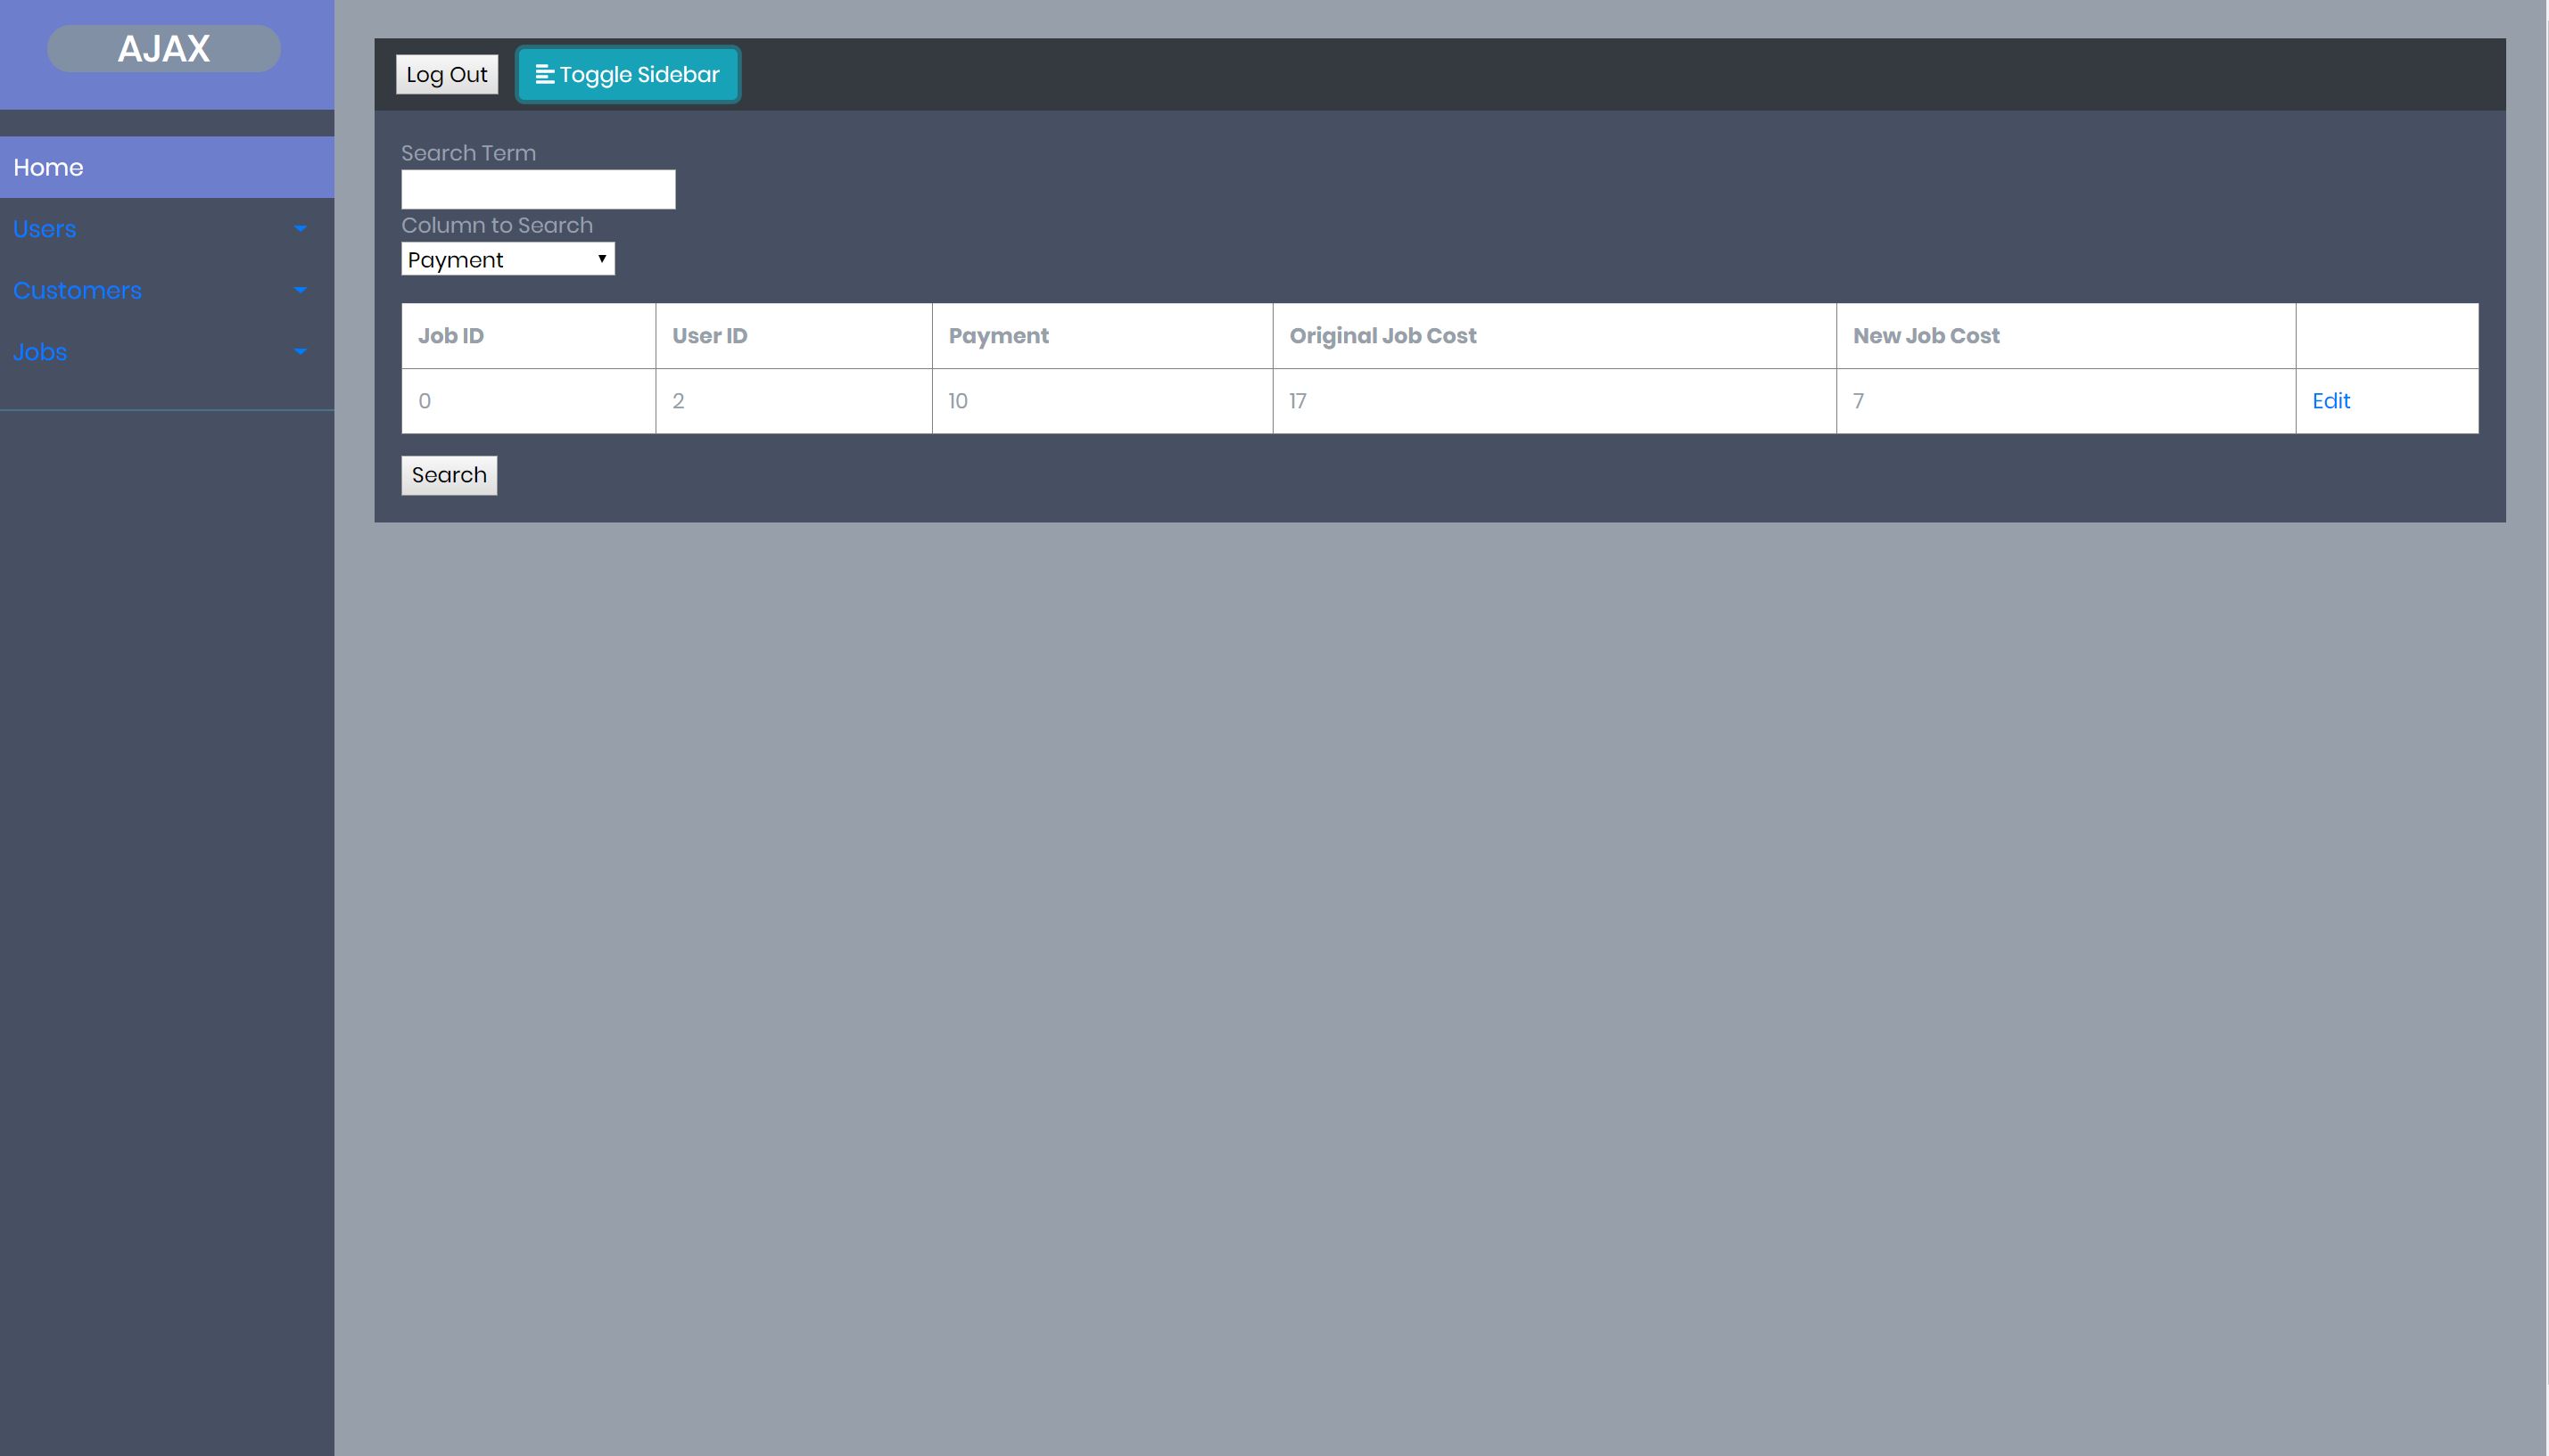 AJAX
Home
Users
Customers
Jobs
Log Out
Toggle Sidebar
Search Term
Column to Search
Payment
Job ID User ID Payment Original Job Cost New Job Cost
0 2 10 17 7 Edit
Search